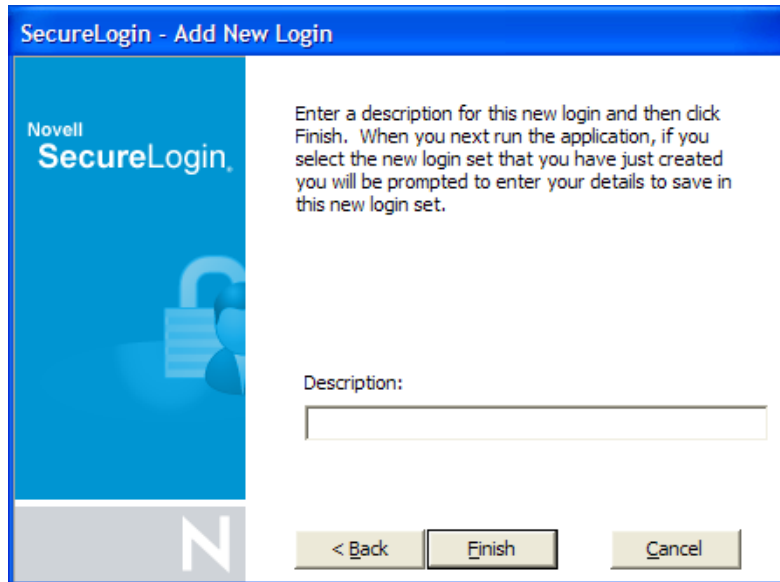 SecureLogin - Add New Login
Novell
SecureLogin®
Enter a description for this new login and then click
Finish. When you next run the application, if you
select the new login set that you have just created
you will be prompted to enter your details to save in
this new login set.
Description:
N
< Back
Finish
Cancel